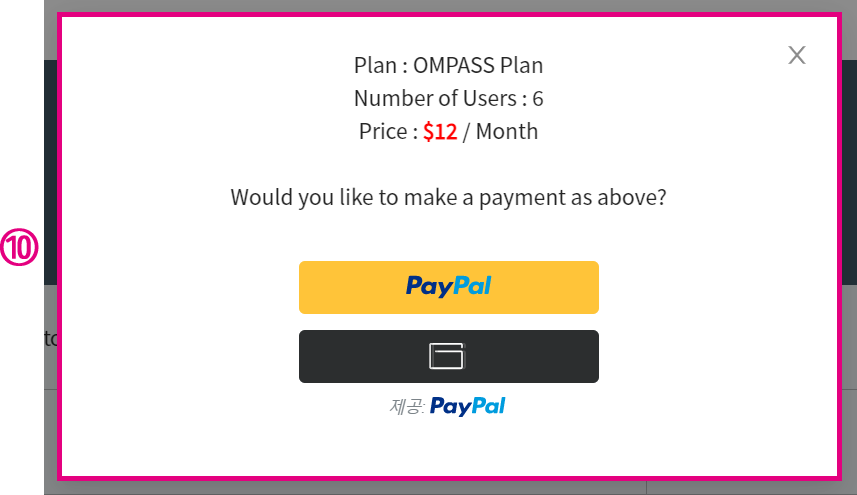 Plan : OMPASS Plan
Number of Users : 6
Price : $12 / Month
Would you like to make a payment as above?
⑩
PayPal
to
제공: PayPal